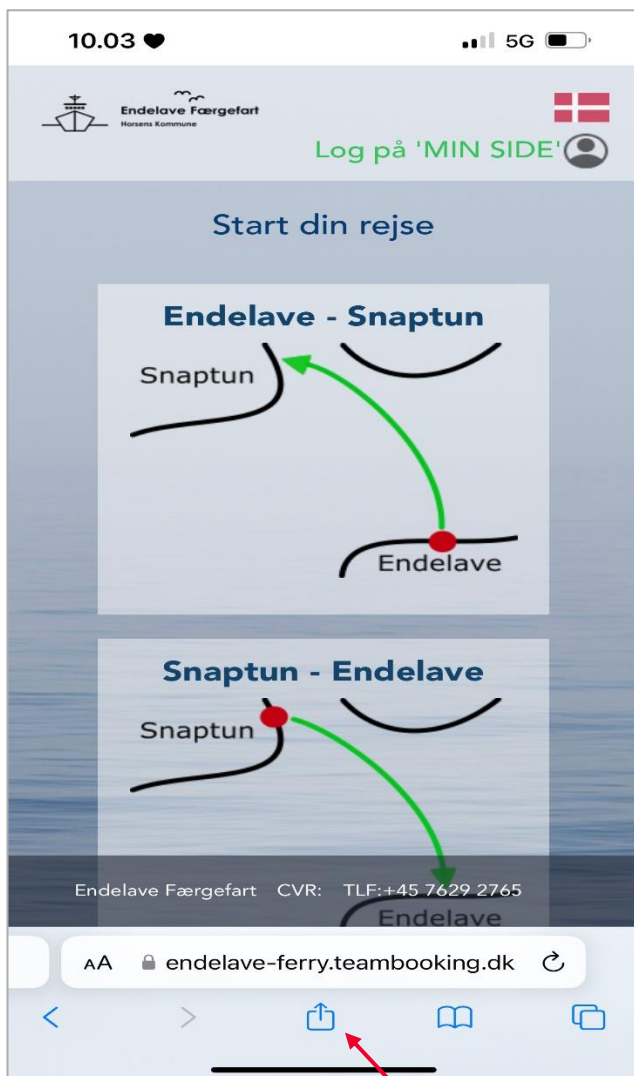 10.03
5G
Endelave Færgefart
Horsens Kommune
Log på 'MIN SIDE'
Start din rejse
Endelave - Snaptun
Snaptun
Endelave
Snaptun - Endelave
Snaptun
Endelave Færgefart CVR: TLF:+45 7629 2765
Endelave
AA endelave-ferry.teambooking.dk